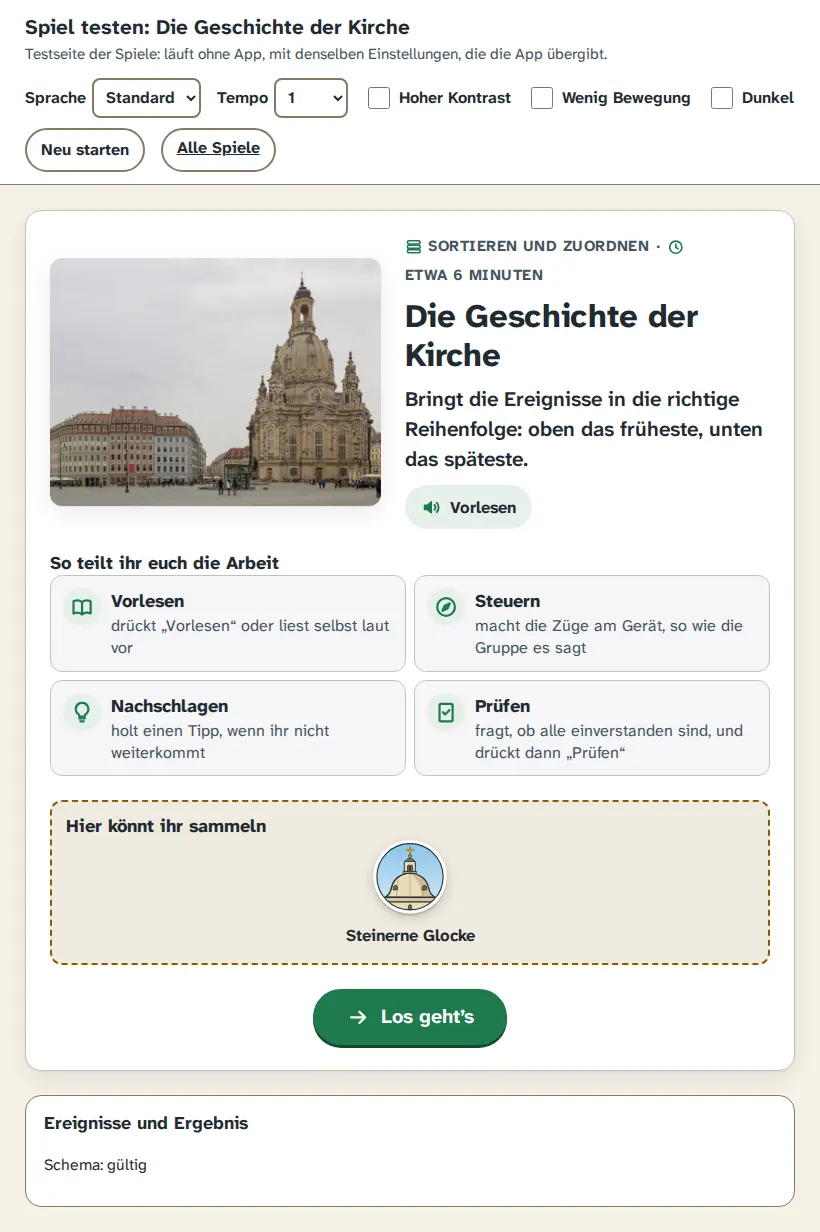 Spiel testen: Die Geschichte der Kirche
Testseite der Spiele: läuft ohne App, mit denselben Einstellungen, die die App übergibt.
Sprache Standard Tempo 1 Hoher Kontrast Wenig Bewegung Dunkel
Neu starten Alle Spiele
SORTIEREN UND ZUORDNEN ·
ETWA 6 MINUTEN
Die Geschichte der
Kirche
Bringt die Ereignisse in die richtige
Reihenfolge: oben das früheste, unten
das späteste.
Vorlesen
So teilt ihr euch die Arbeit
Vorlesen
drückt „Vorlesen“ oder liest selbst laut
vor
Steuern
macht die Züge am Gerät, so wie die
Gruppe es sagt
Nachschlagen
holt einen Tipp, wenn ihr nicht
weiterkommt
Prüfen
fragt, ob alle einverstanden sind, und
drückt dann „Prüfen“
Hier könnt ihr sammeln
Steinerne Glocke
Los geht’s
Ereignisse und Ergebnis
Schema: gültig